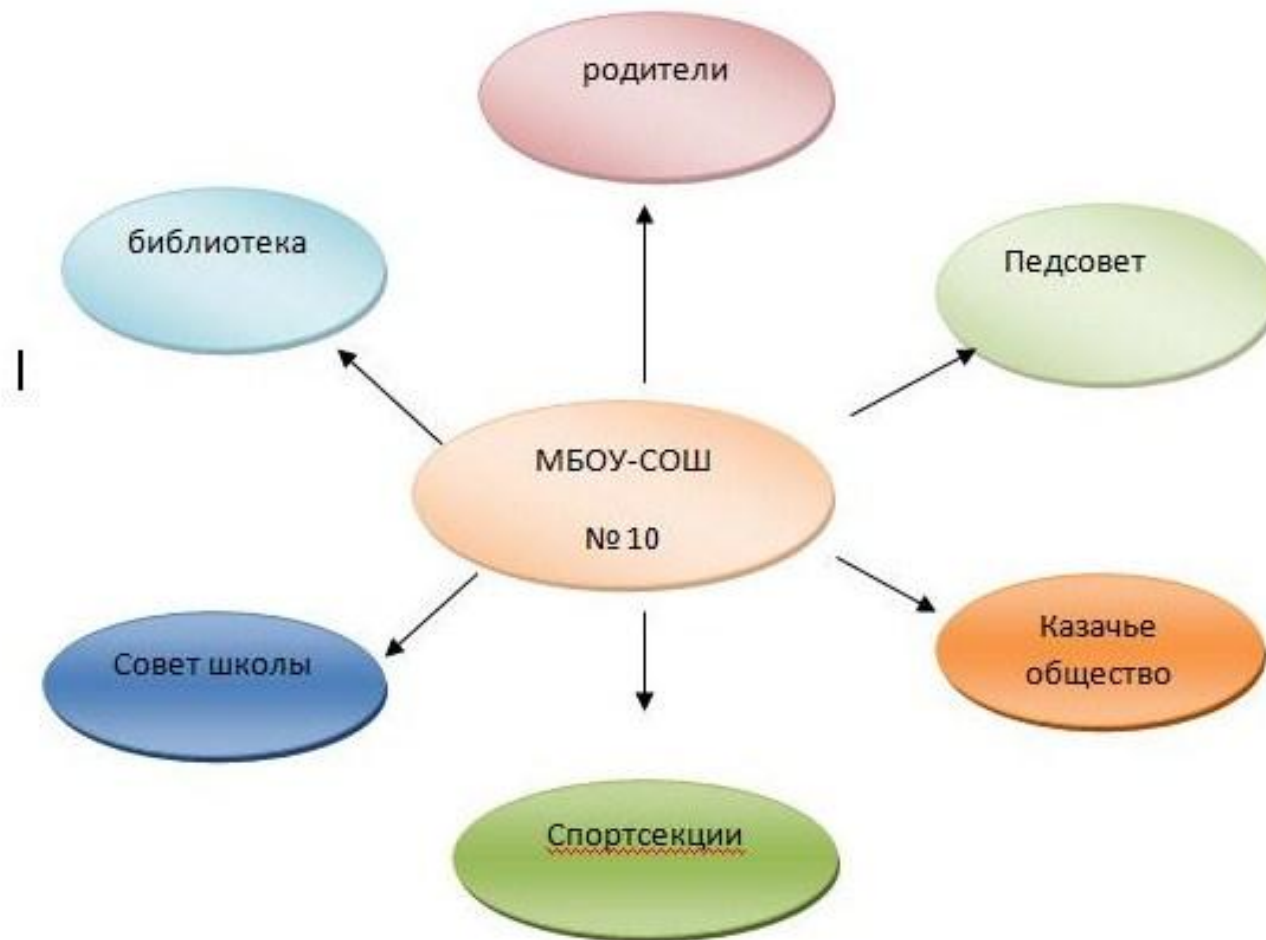 родители
библиотека
Педсовет
МБОУ-СОШ
№ 10
Совет школы
Казачье
общество
Спортсекции